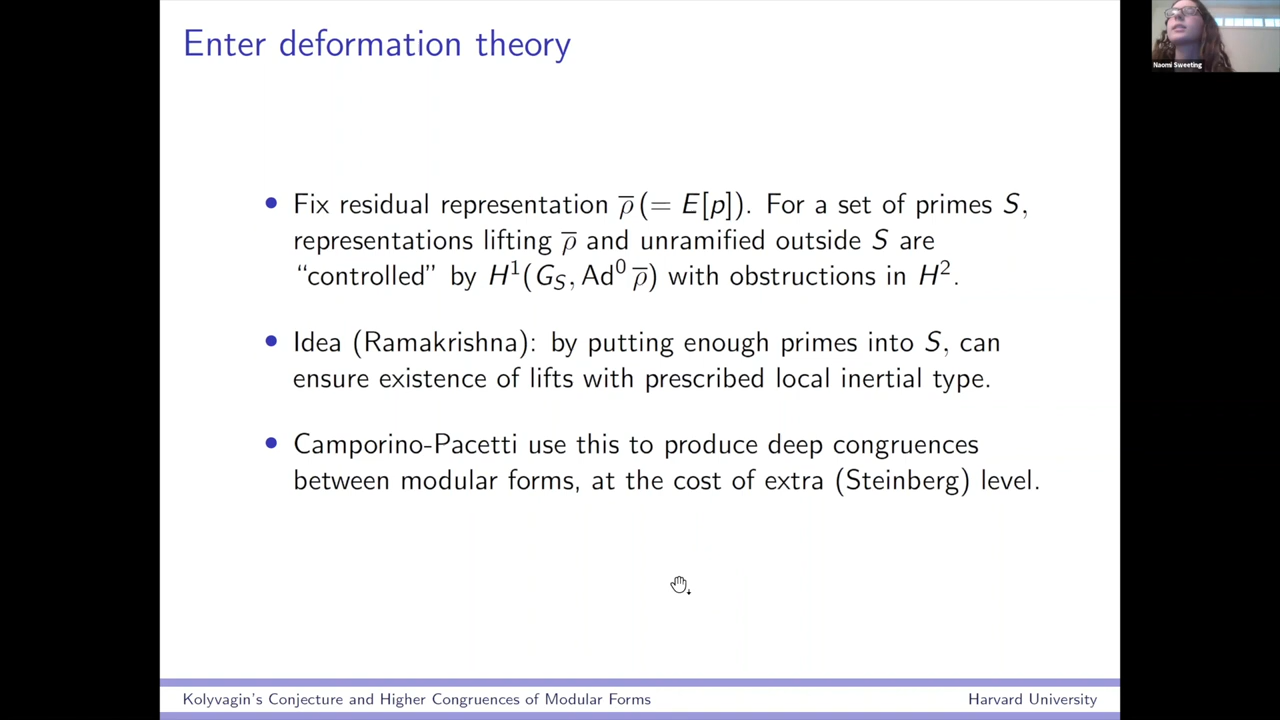 Enter deformation theory
Naomi Sweeting
• Fix residual representation ρ̅ (= E[p]). For a set of primes S,
representations lifting ρ̅ and unramified outside S are
“controlled” by H¹(G_S, Ad⁰ ρ̅) with obstructions in H².
• Idea (Ramakrishna): by putting enough primes into S, can
ensure existence of lifts with prescribed local inertial type.
• Camporino-Pacetti use this to produce deep congruences
between modular forms, at the cost of extra (Steinberg) level.
Kolyvagin's Conjecture and Higher Congruences of Modular Forms
Harvard University